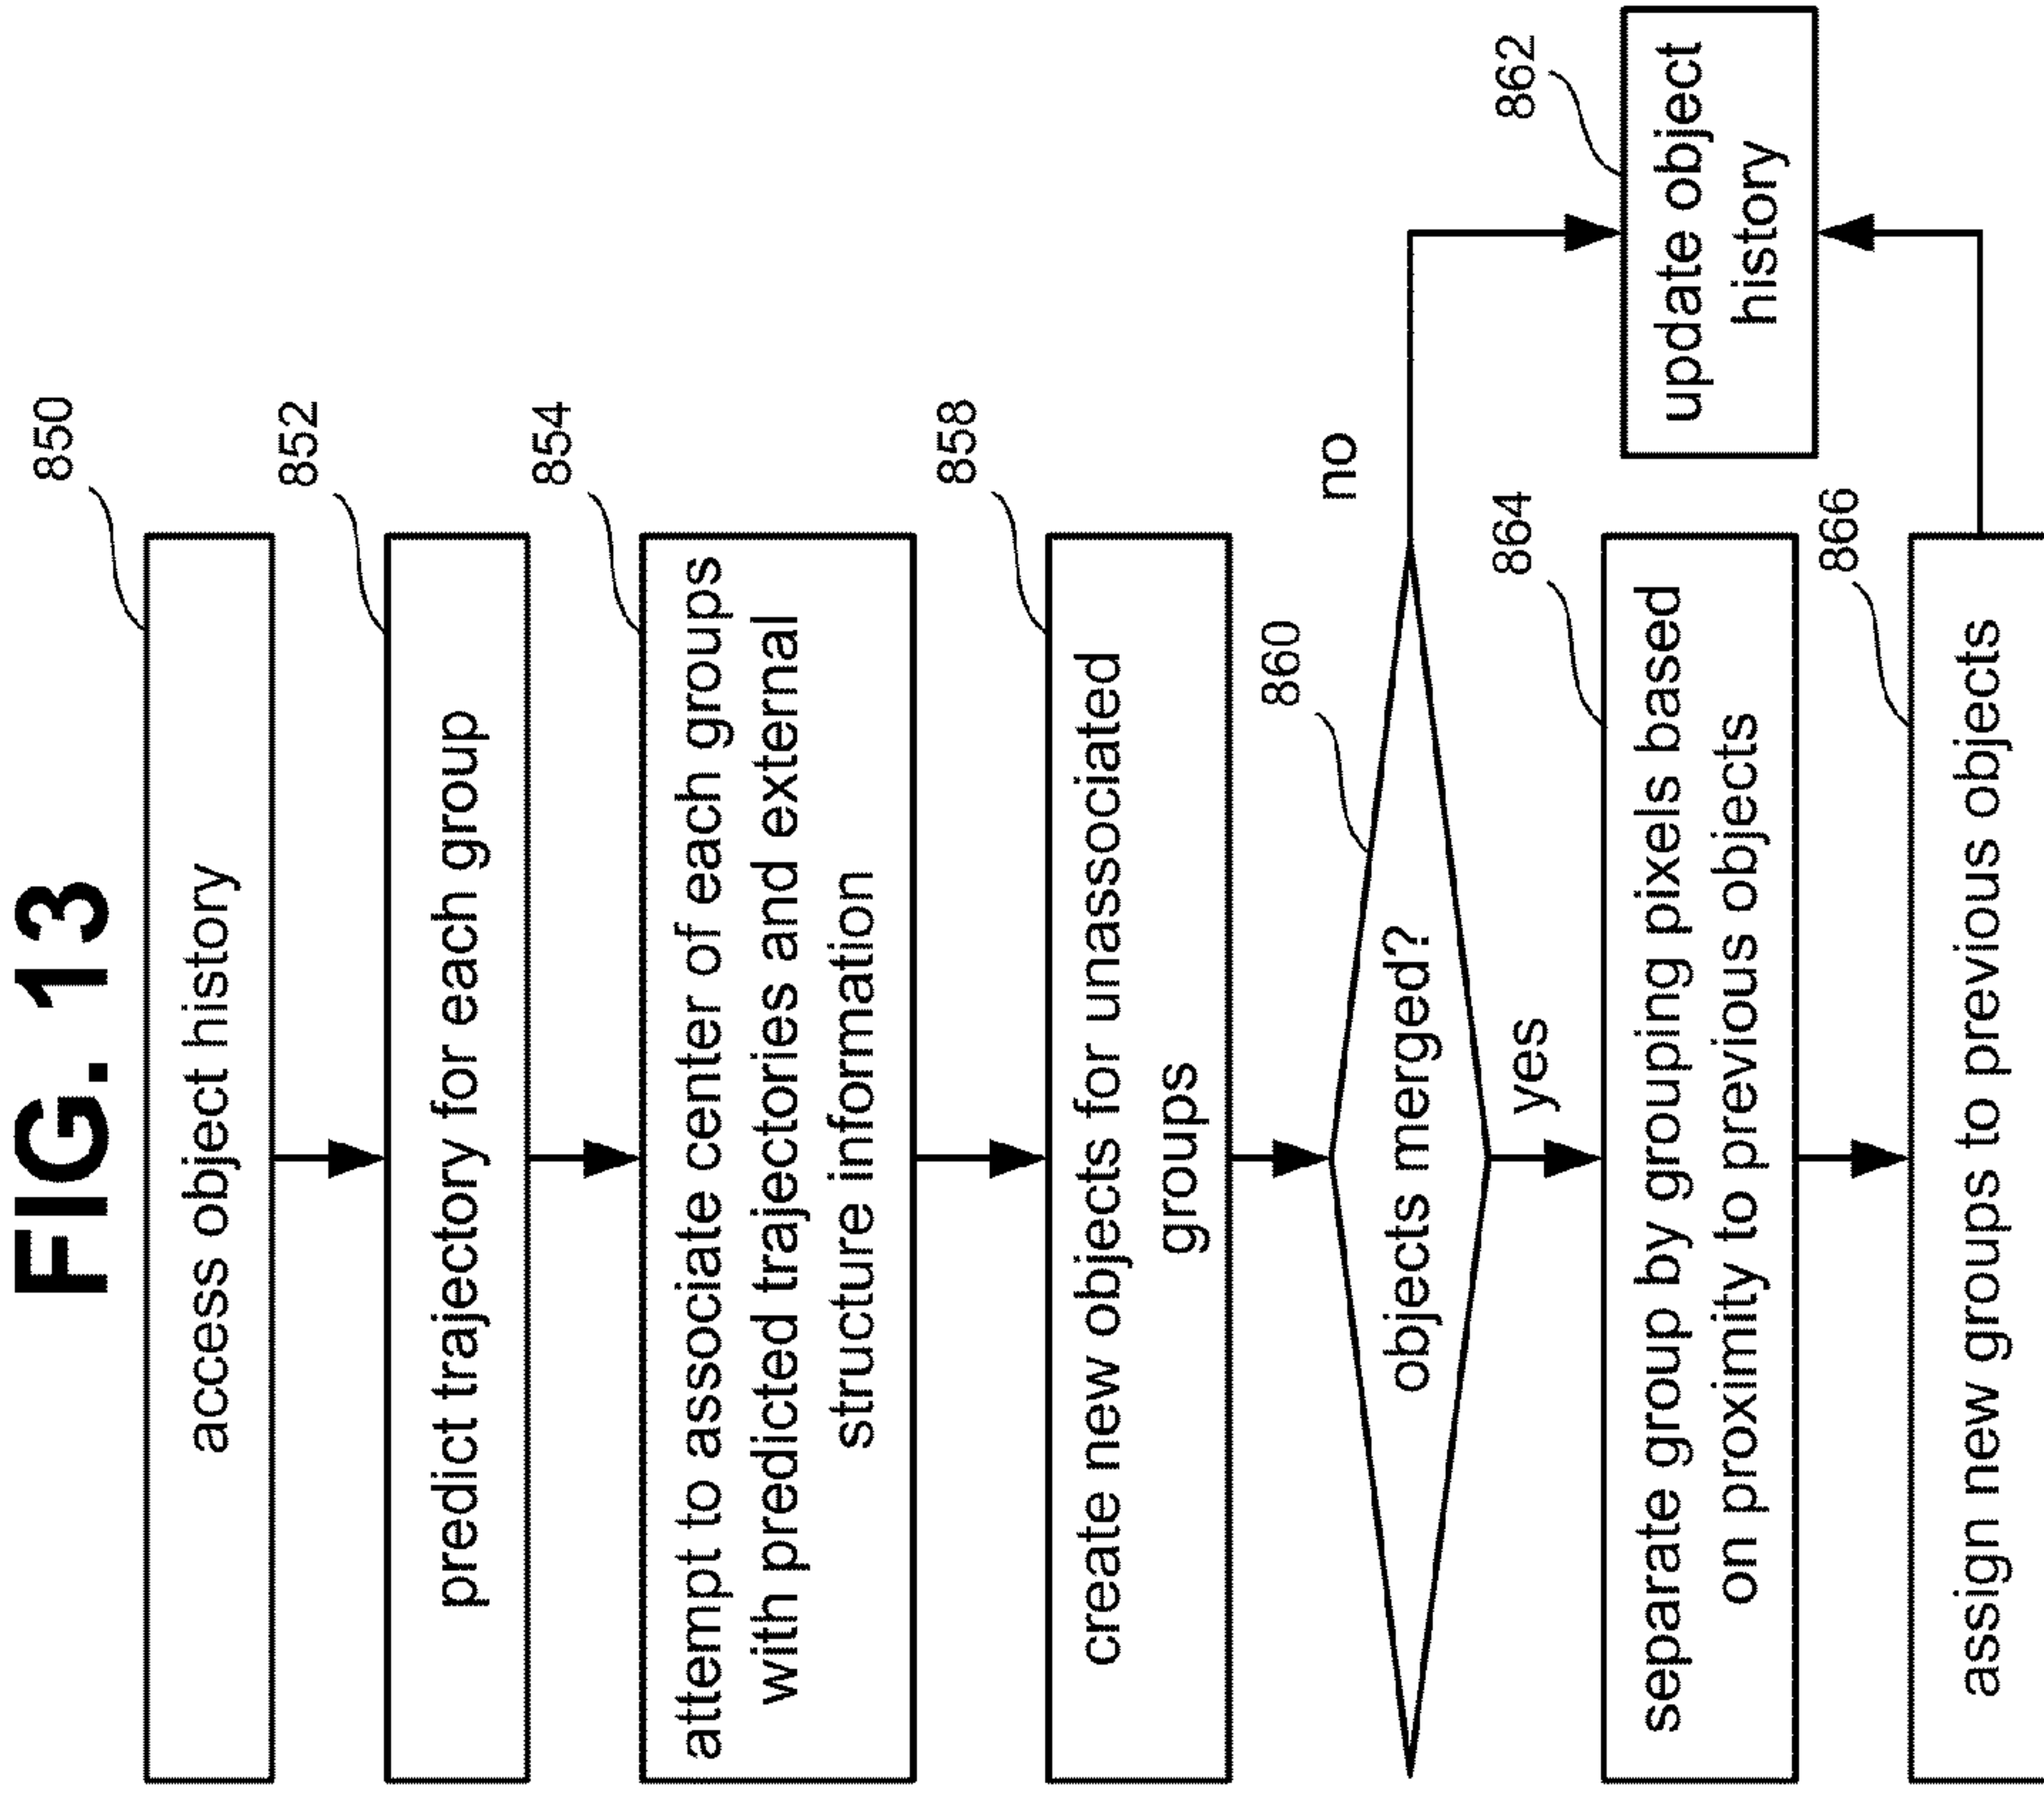 FIG. 13
850
access object history
852
predict trajectory for each group
854
attempt to associate center of each groups
with predicted trajectories and external
structure information
858
create new objects for unassociated
groups
860
objects merged?
no
yes
862
update object
history
864
separate group by grouping pixels based
on proximity to previous objects
866
assign new groups to previous objects